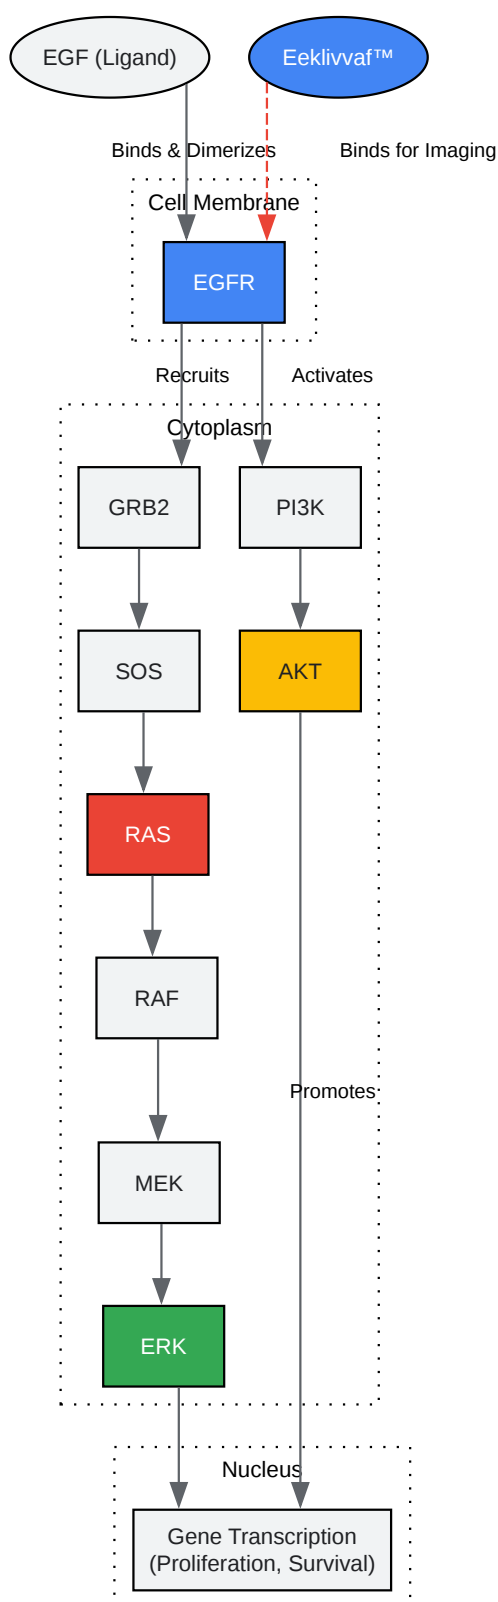 EGF (Ligand)
Eeklivvaf™
Binds & Dimerizes
Binds for Imaging
Cell Membrane
EGFR
Recruits
Activates
Cytoplasm
GRB2
PI3K
SOS
AKT
RAS
RAF
Promotes
MEK
ERK
Nucleus
Gene Transcription
(Proliferation, Survival)